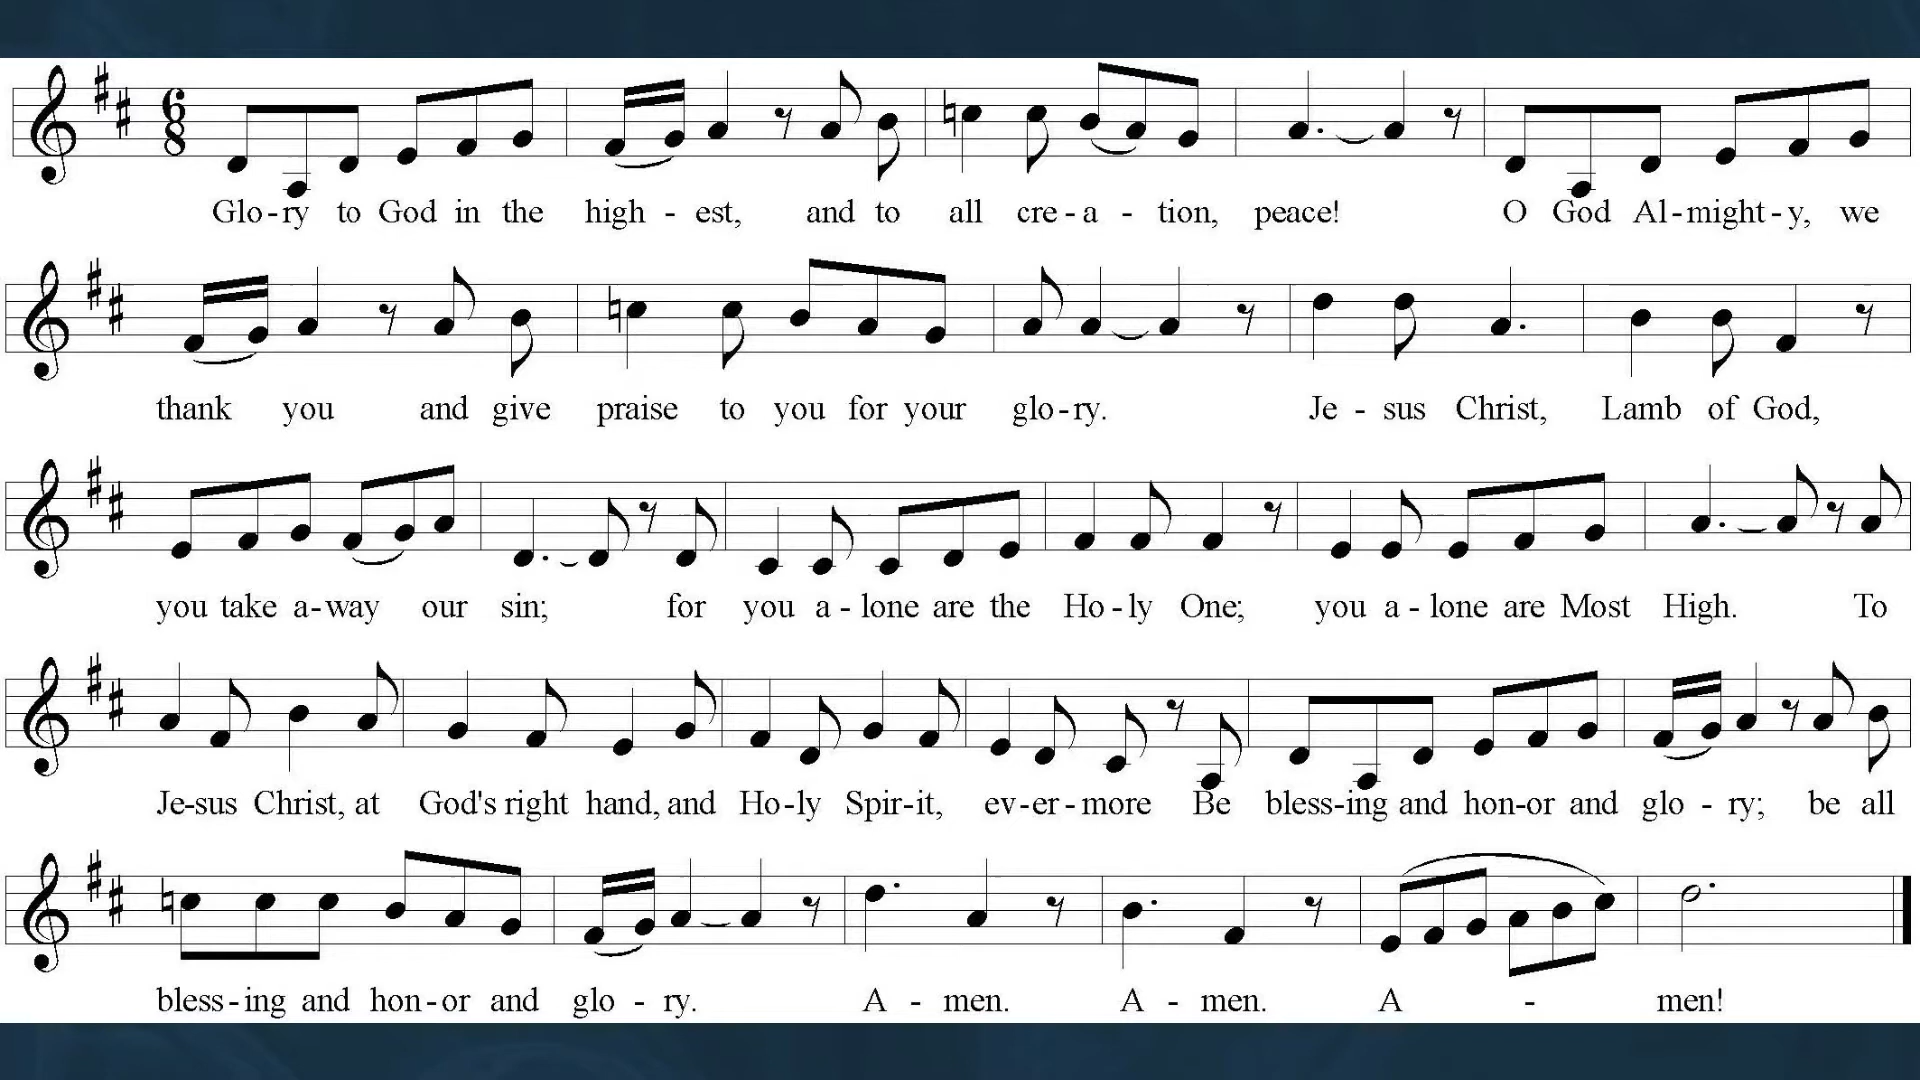 6
8
Glo-ry to God in the high - est, and to all cre-a - tion, peace! O God Al-might-y, we
thank you and give praise to you for your glo-ry. Je - sus Christ, Lamb of God,
you take a-way our sin; for you a-lone are the Ho-ly One; you a-lone are Most High. To
Je-sus Christ, at God's right hand, and Ho-ly Spir-it, ev-er-more Be bless-ing and hon-or and glo - ry; be all
bless-ing and hon-or and glo - ry. A - men. A - men. A - men!